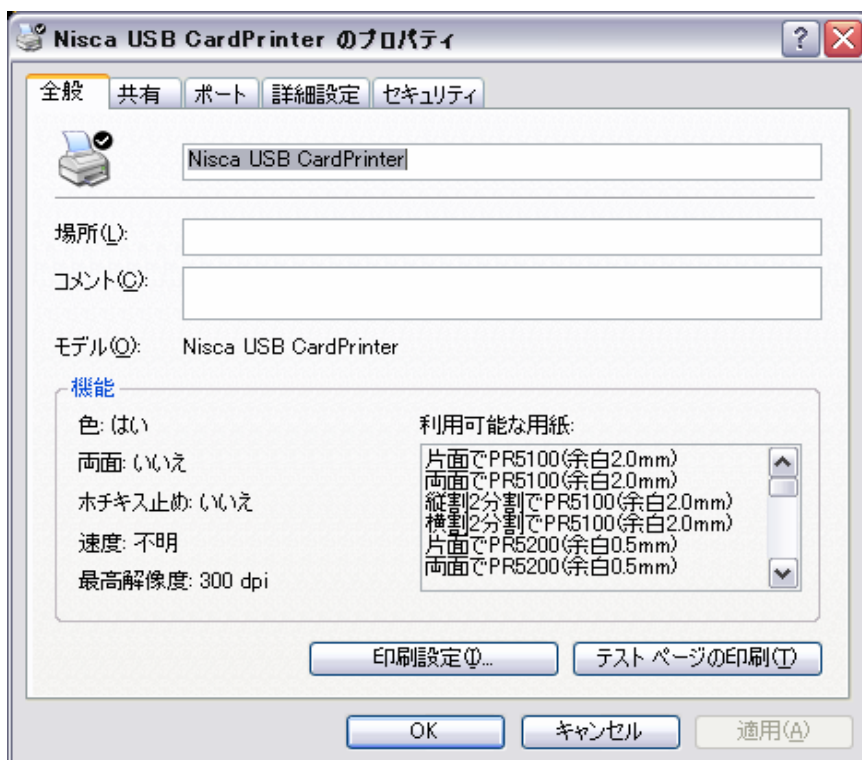 Nisca USB CardPrinter のプロパティ
全般 共有 ポート 詳細設定 セキュリティ
Nisca USB CardPrinter
場所(L):
コメント(C):
モデル(O): Nisca USB CardPrinter
機能
色: はい
両面: いいえ
ホチキス止め: いいえ
速度: 不明
最高解像度: 300 dpi
利用可能な用紙:
片面でPR5100(余白2.0mm)
両面でPR5100(余白2.0mm)
縦割2分割でPR5100(余白2.0mm)
横割2分割でPR5100(余白2.0mm)
片面でPR5200(余白0.5mm)
両面でPR5200(余白0.5mm)
印刷設定(I)... テスト ページの印刷(T)
OK キャンセル 適用(A)